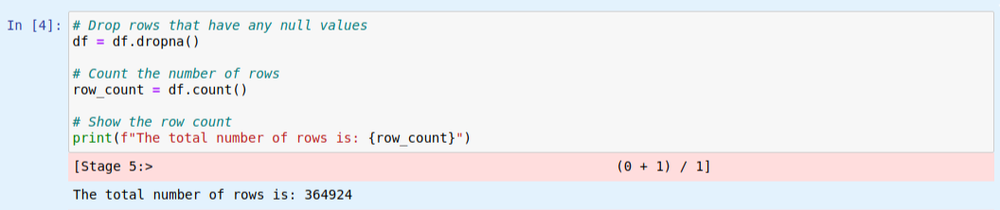 In [4]: # Drop rows that have any null values
df = df.dropna()
# Count the number of rows
row_count = df.count()
# Show the row count
print(f"The total number of rows is: {row_count}")
[Stage 5:> (0 + 1) / 1]
The total number of rows is: 364924